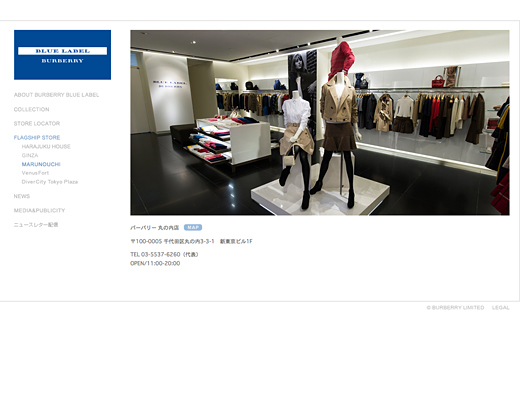 BLUE LABEL
BURBERRY
ABOUT BURBERRY BLUE LABEL
COLLECTION
STORE LOCATOR
FLAGSHIP STORE
HARAJUKU HOUSE
GINZA
MARUNOUCHI
VenusFort
DiverCity Tokyo Plaza
NEWS
MEDIA&PUBLICITY
ニュースレター配信
BLUE LABEL
バーバリー 丸の内店 MAP
〒100-0005 千代田区丸の内3-3-1 新東京ビル1F
TEL 03-5537-6260（代表）
OPEN/11:00-20:00
© BURBERRY LIMITED LEGAL